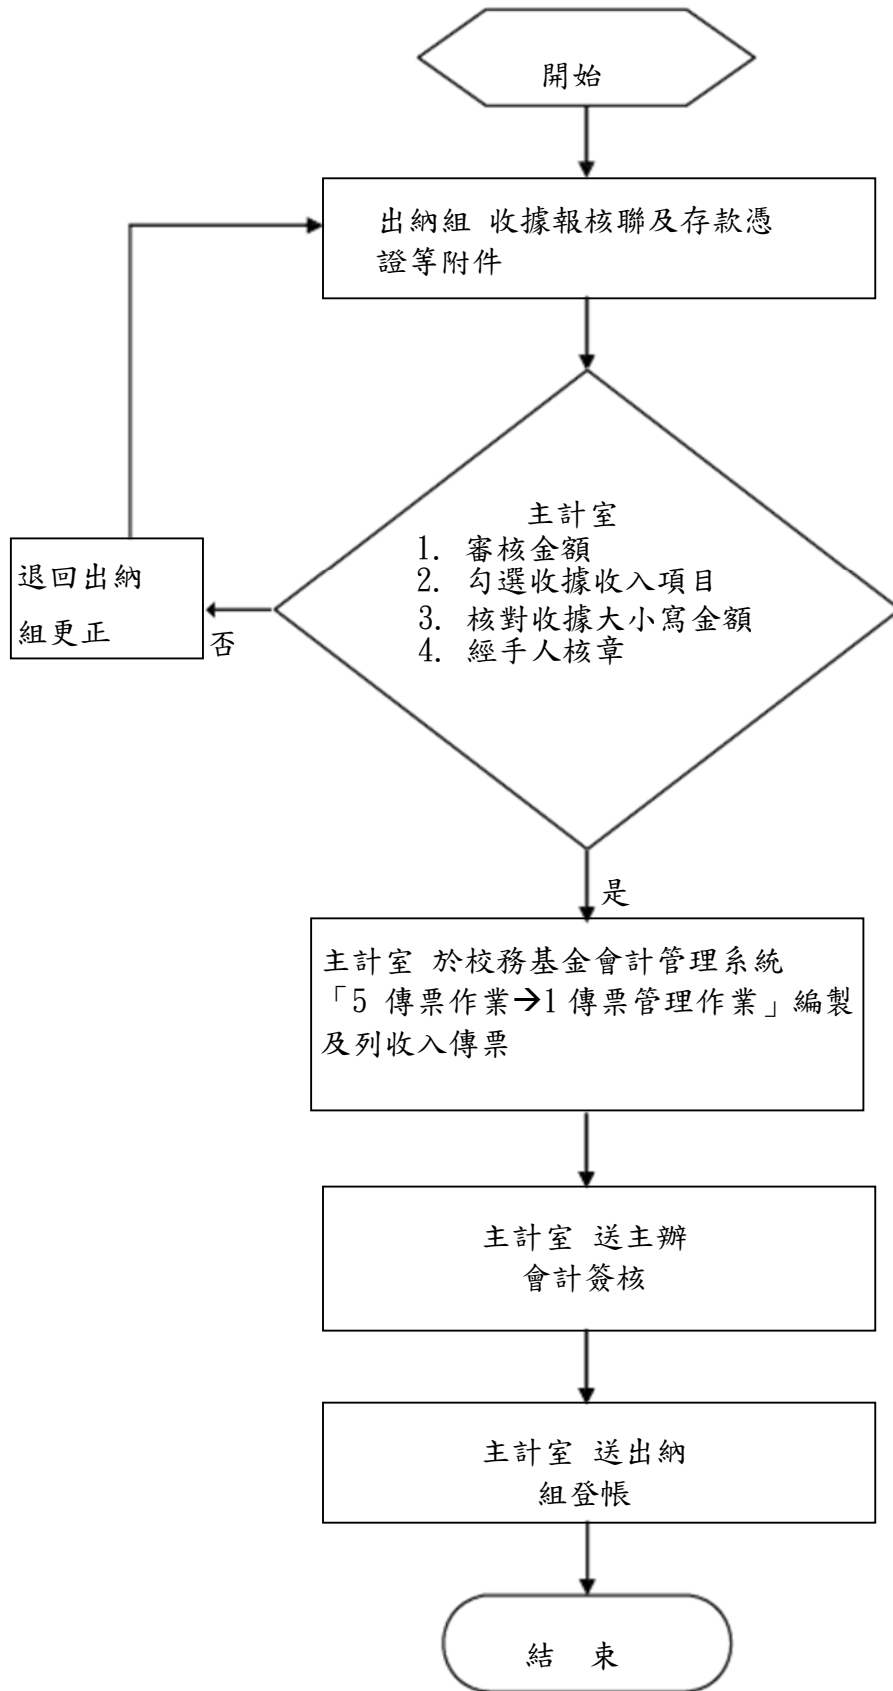 開始
出納組 收據報核聯及存款憑
證等附件
主計室
1. 審核金額
2. 勾選收據收入項目
3. 核對收據大小寫金額
4. 經手人核章
退回出納
組更正
否
是
主計室 於校務基金會計管理系統
「5 傳票作業→1傳票管理作業」編製
及列收入傳票
主計室 送主辦
會計簽核
主計室 送出納
組登帳
結 束